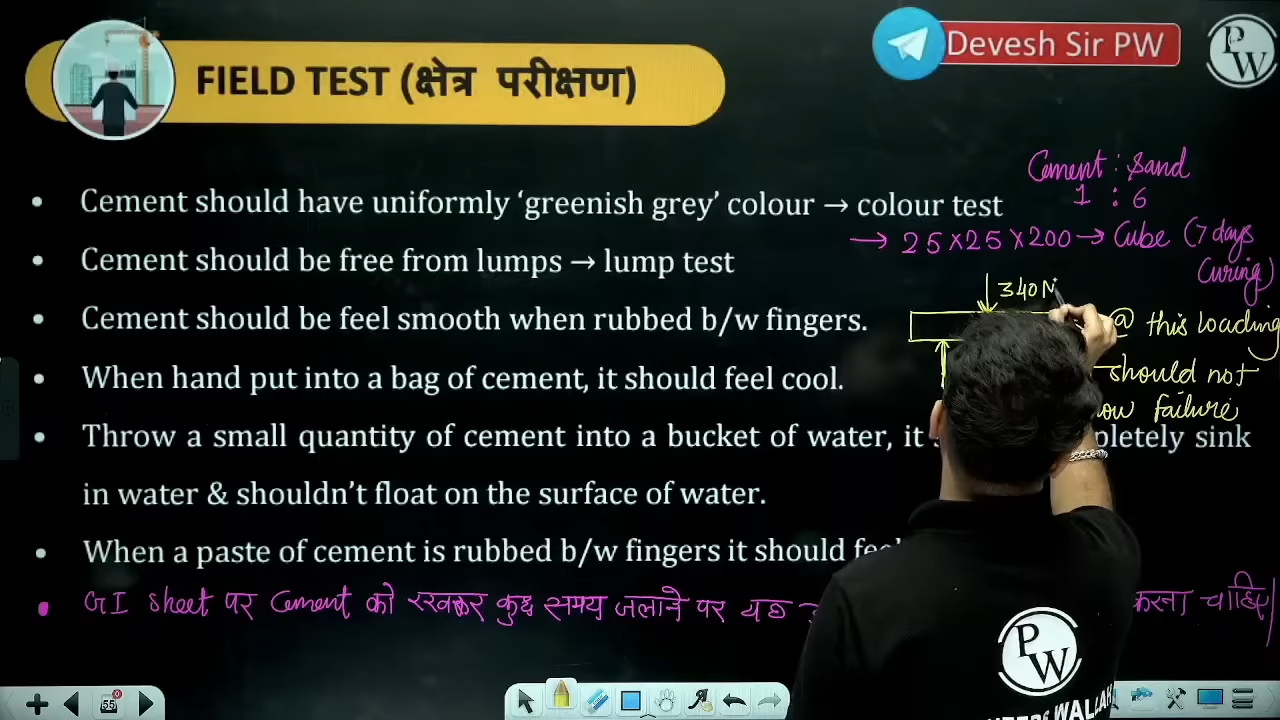 Devesh Sir PW
PW
FIELD TEST (क्षेत्र परीक्षण)
Cement : Sand
1 : 6
• Cement should have uniformly ‘greenish grey’ colour → colour test
→ 25×25×200→ Cube (7 days
Curing)
• Cement should be free from lumps → lump test
340N
• Cement should be feel smooth when rubbed b/w fingers.
@ this loading
• When hand put into a bag of cement, it should feel cool.
should not
failure
• Throw a small quantity of cement into a bucket of water, it sink
in water & shouldn’t float on the surface of water.
• When a paste of cement is rubbed b/w fingers it should
• GI sheet पर Cement को रखकर कुछ समय जलाने पर यह करना चाहिए|
PW
55